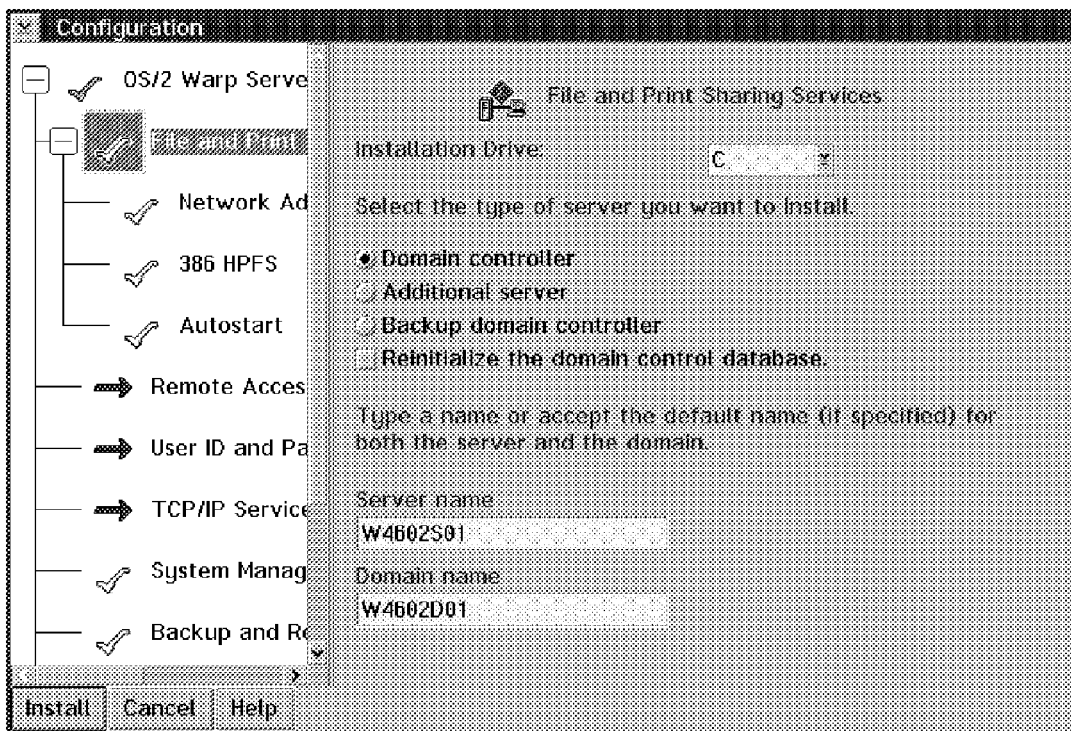 Configuration
OS/2 Warp Serve
File and Print
Network Ad
386 HPFS
Autostart
Remote Acces
User ID and Pa
TCP/IP Service
System Manag
Backup and Re
File and Print Sharing Services
Installation Drive:
C
Select the type of server you want to install.
Domain controller
Additional server
Backup domain controller
Reinitialize the domain control database.
Type a name or accept the default name (if specified) for
both the server and the domain.
Server name
W4602S01
Domain name
W4602D01
Install
Cancel
Help